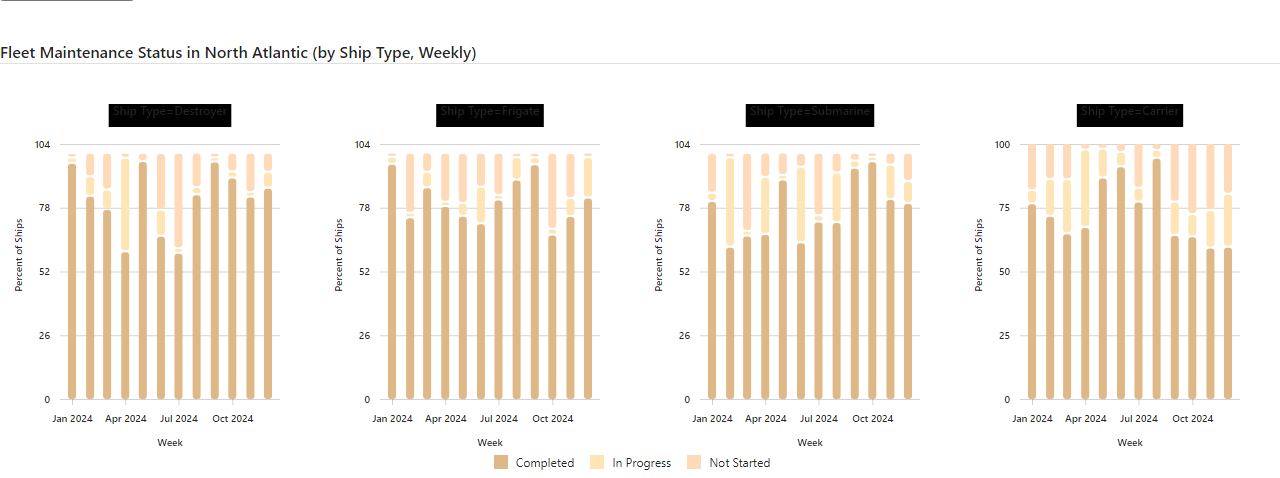 Fleet Maintenance Status in North Atlantic (by Ship Type, Weekly)
Ship Type=Destroyer
104
78
52
26
0
Percent of Ships
Jan 2024 Apr 2024 Jul 2024 Oct 2024
Week
Ship Type=Frigate
104
78
52
26
0
Percent of Ships
Jan 2024 Apr 2024 Jul 2024 Oct 2024
Week
Ship Type=Submarine
104
78
52
26
0
Percent of Ships
Jan 2024 Apr 2024 Jul 2024 Oct 2024
Week
Ship Type=Carrier
100
75
50
25
0
Percent of Ships
Jan 2024 Apr 2024 Jul 2024 Oct 2024
Week
Completed In Progress Not Started